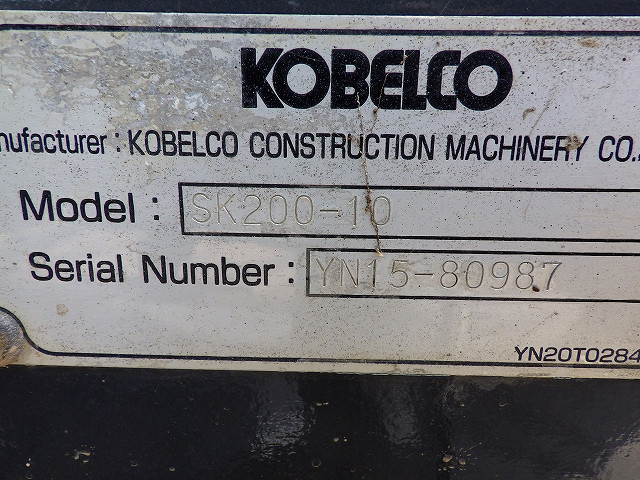 KOBELCO
nufacturer : KOBELCO CONSTRUCTION MACHINERY CO.,
Model : SK200-10
Serial Number : YN15-80987
YN20T0284